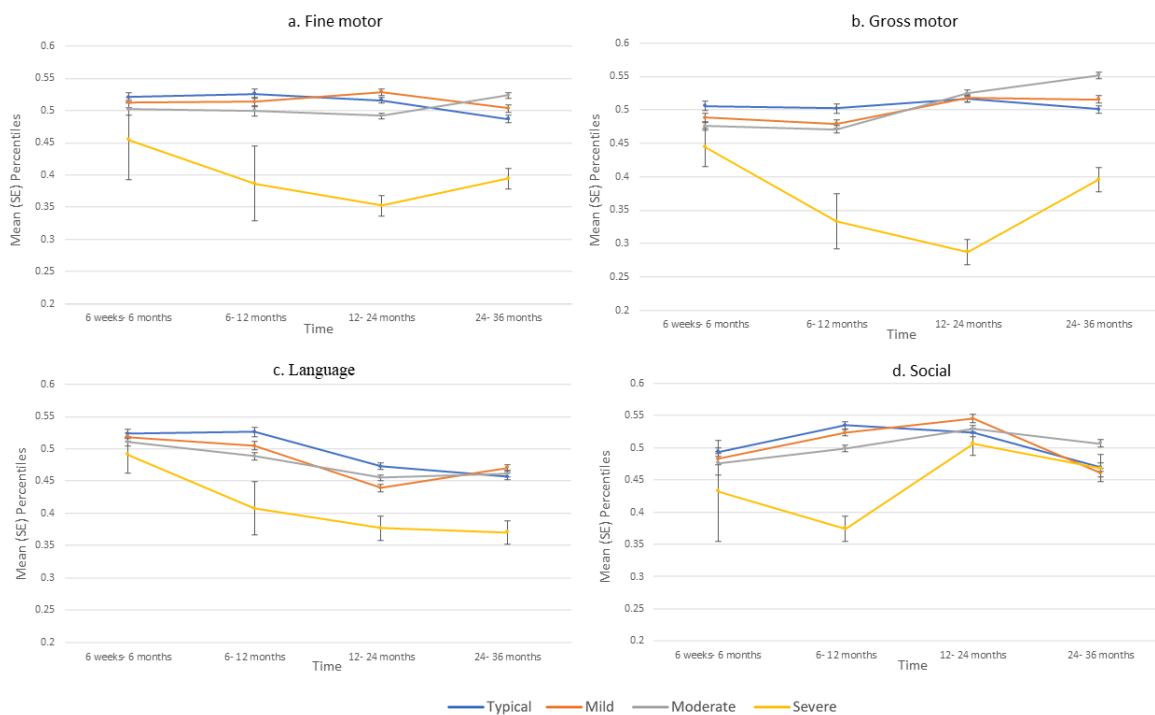 a. Fine motor
Mean (SE) Percentiles
0.6
0.55
0.5
0.45
0.4
0.35
0.3
0.25
0.2
6 weeks- 6 months 6- 12 months 12- 24 months 24- 36 months
Time
b. Gross motor
Mean (SE) Percentiles
0.6
0.55
0.5
0.45
0.4
0.35
0.3
0.25
0.2
6 weeks- 6 months 6- 12 months 12- 24 months 24- 36 months
Time
c. Language
Mean (SE) Percentiles
0.6
0.55
0.5
0.45
0.4
0.35
0.3
0.25
0.2
6 weeks- 6 months 6- 12 months 12- 24 months 24- 36 months
Time
d. Social
Mean (SE) Percentiles
0.6
0.55
0.5
0.45
0.4
0.35
0.3
0.25
0.2
6 weeks- 6 months 6- 12 months 12- 24 months 24- 36 months
Time
Typical Mild Moderate Severe